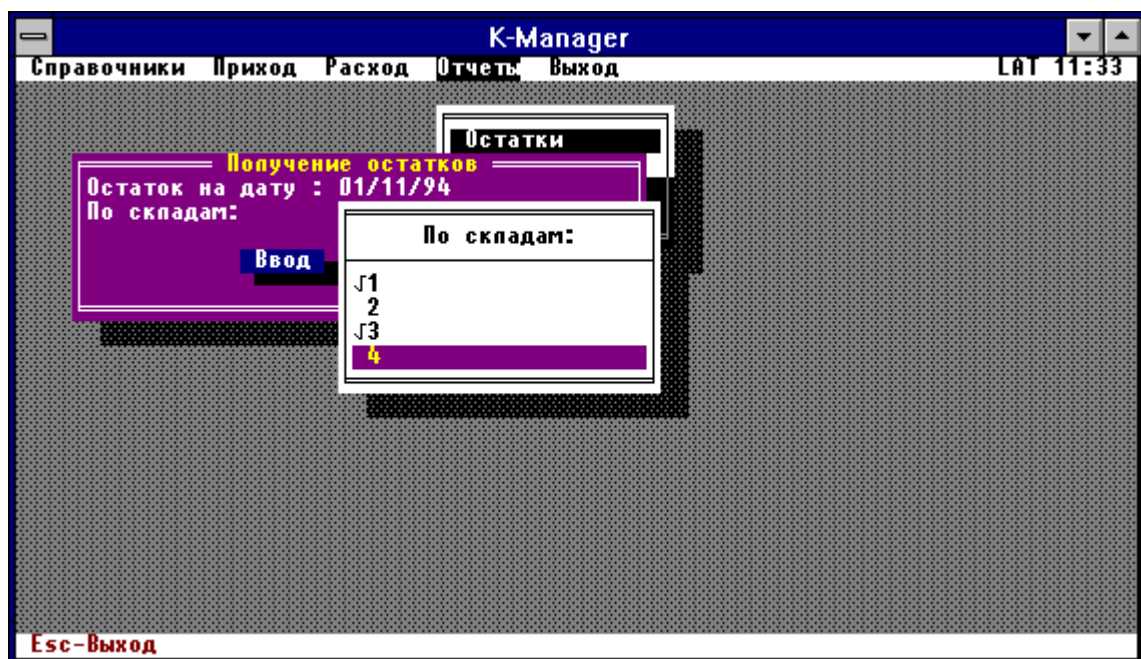 K-Manager
Справочники Приход Расход Отчеты Выход LAT 11:33
Остатки
Получение остатков
Остаток на дату : 01/11/94
По складам:
Ввод
По складам:
√1
2
√3
4
Esc-Выход